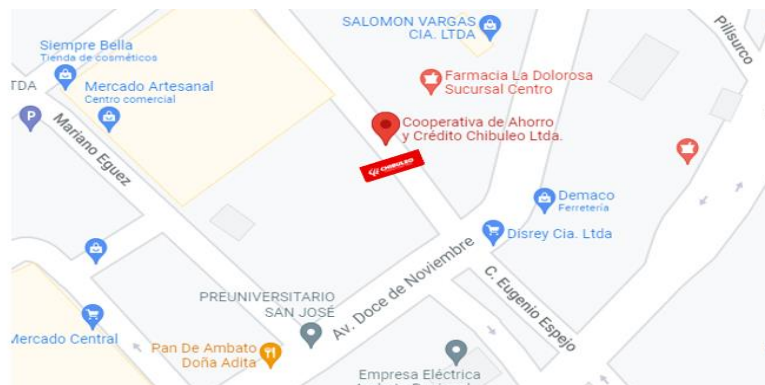 SALOMON VARGAS
CIA. LTDA
Pilisurco
Siempre Bella
Tienda de cosméticos
TDA
Mercado Artesanal
Centro comercial
P
Farmacia La Dolorosa
Sucursal Centro
Cooperativa de Ahorro
y Crédito Chibuleo Ltda.
CHIBULEO
Mariano Eguez
Demaco
Ferretería
Disrey Cia. Ltda
Av. Doce de Noviembre
C. Eugenio Espejo
PREUNIVERSITARIO
SAN JOSÉ
Mercado Central
Pan De Ambato
Doña Adita
Empresa Eléctrica